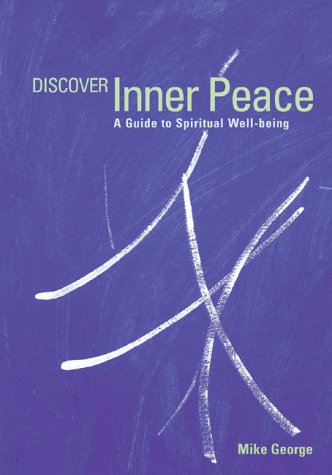 DISCOVER Inner Peace
A Guide to Spiritual Well-being
Mike George